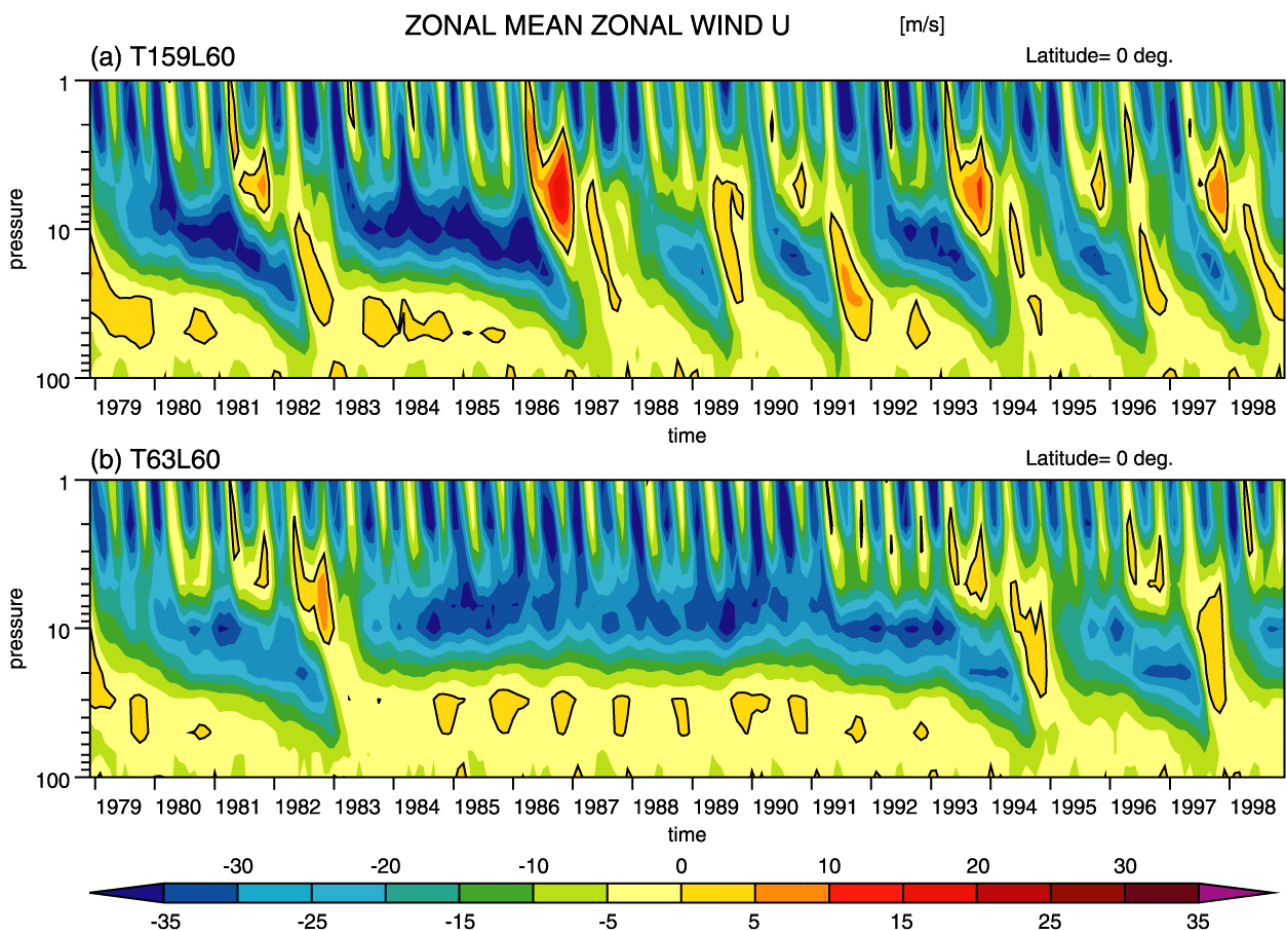 ZONAL MEAN ZONAL WIND U [m/s]
(a) T159L60 Latitude= 0 deg.
1
10
100
pressure
1979 1980 1981 1982 1983 1984 1985 1986 1987 1988 1989 1990 1991 1992 1993 1994 1995 1996 1997 1998
time
(b) T63L60 Latitude= 0 deg.
1
10
100
pressure
1979 1980 1981 1982 1983 1984 1985 1986 1987 1988 1989 1990 1991 1992 1993 1994 1995 1996 1997 1998
time
-30 -20 -10 0 10 20 30
-35 -25 -15 -5 5 15 25 35